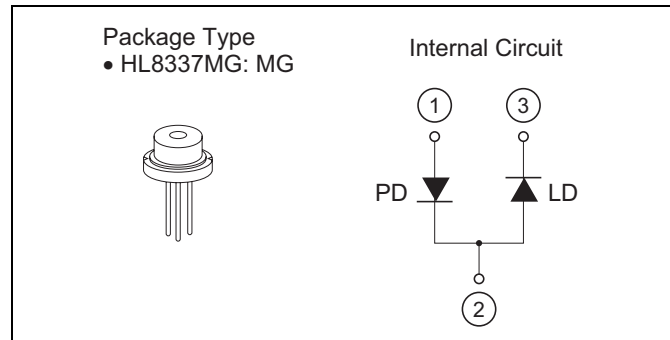 Package Type
• HL8337MG: MG
Internal Circuit
1
3
PD
LD
2